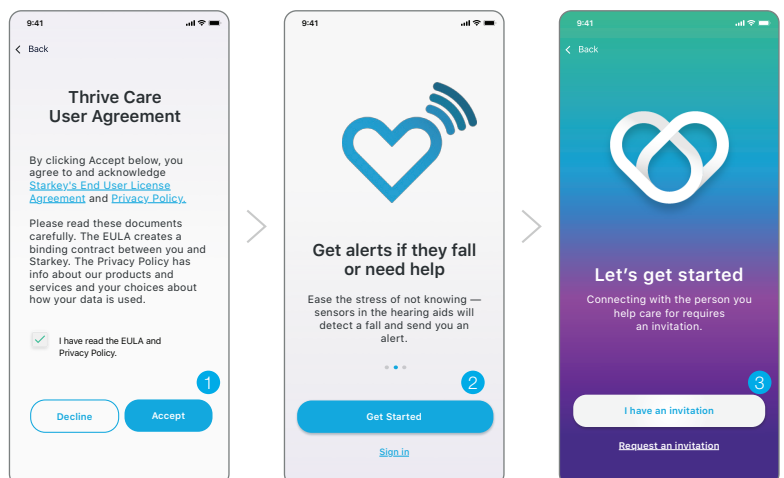 9:41
Back
Thrive Care
User Agreement
By clicking Accept below, you
agree to and acknowledge
Starkey's End User License
Agreement and Privacy Policy.
Please read these documents
carefully. The EULA creates a
binding contract between you and
Starkey. The Privacy Policy has
info about our products and
services and your choices about
how your data is used.
I have read the EULA and
Privacy Policy.
1
Decline
Accept
9:41
Get alerts if they fall
or need help
Ease the stress of not knowing —
sensors in the hearing aids will
detect a fall and send you an
alert.
2
Get Started
Sign in
9:41
Back
Let's get started
Connecting with the person you
help care for requires
an invitation.
3
I have an invitation
Request an invitation